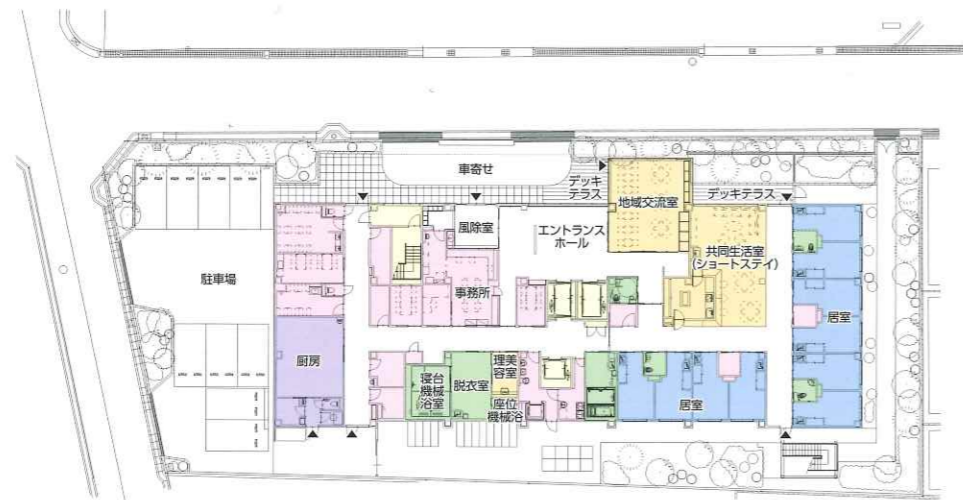 車寄せ
デッキ
テラス
デッキテラス
地域交流室
風除室
エントランス
ホール
共同生活室
(ショートステイ)
駐車場
事務所
居室
厨房
寝台
機械
浴室
脱衣室
理美
容室
座位
機械浴
居室